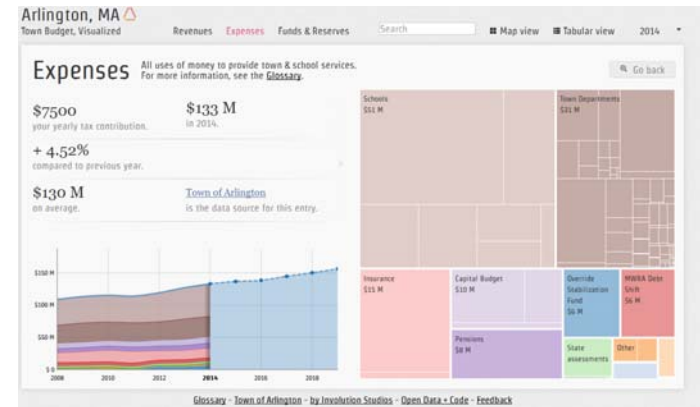 Arlington, MA
Town Budget, Visualized
Revenues Expenses Funds & Reserves
Search
Map view
Tabular view
2014
Expenses
All uses of money to provide town & school services.
For more information, see the Glossary.
Go back
$7500
your yearly tax contribution.
$133 M
in 2014.
+ 4.52%
compared to previous year.
$130 M
on average.
Town of Arlington
is the data source for this entry.
$150 M
$100 M
$50 M
$0
2008 2010 2012 2014 2016 2018
Schools
$51 M
Town Departments
$31 M
Insurance
$15 M
Capital Budget
$10 M
Pensions
$8 M
Override
Stabilization
Fund
$6 M
MWRA Debt
Shift
$6 M
State
assessments
Other
Glossary - Town of Arlington - by Involution Studios - Open Data + Code - Feedback